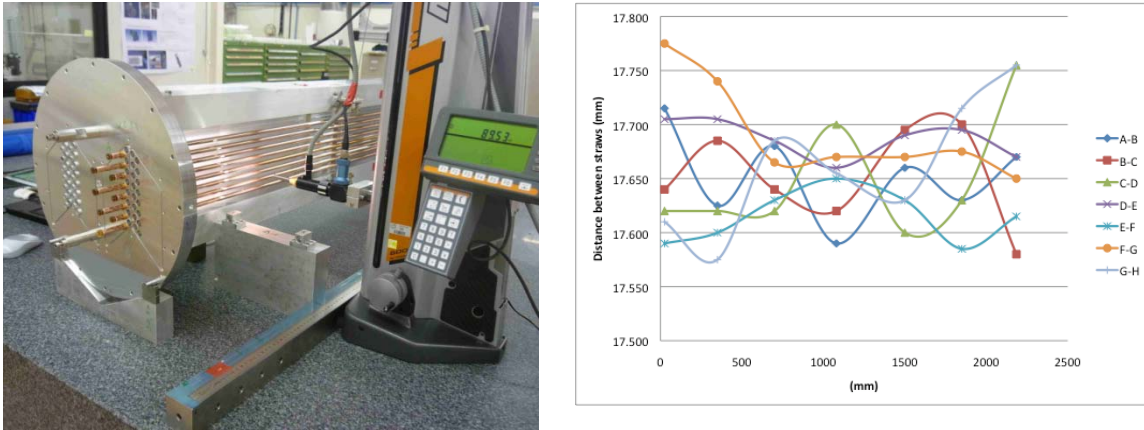 8953
17.800
17.750
17.700
17.650
17.600
17.550
17.500
Distance between straws (mm)
0 500 1000 1500 2000 2500
(mm)
A-B
B-C
C-D
D-E
E-F
F-G
G-H